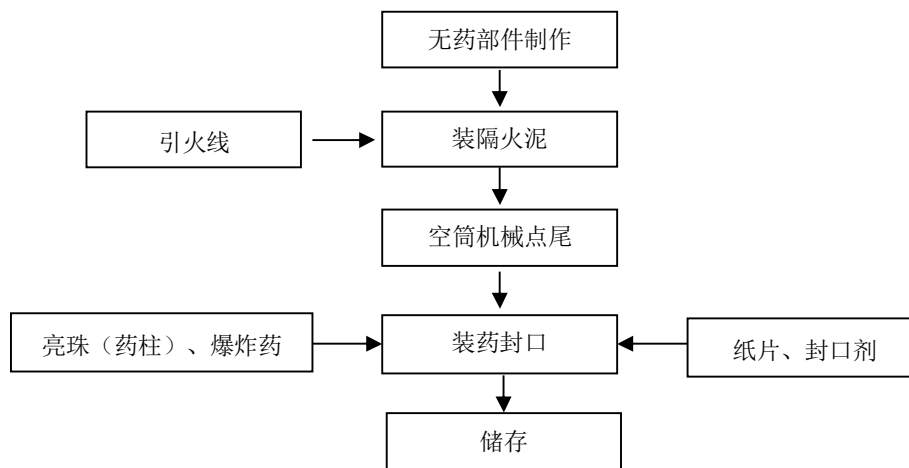 无药部件制作
引火线
装隔火泥
空筒机械点尾
亮珠（药柱）、爆炸药
装药封口
纸片、封口剂
储存